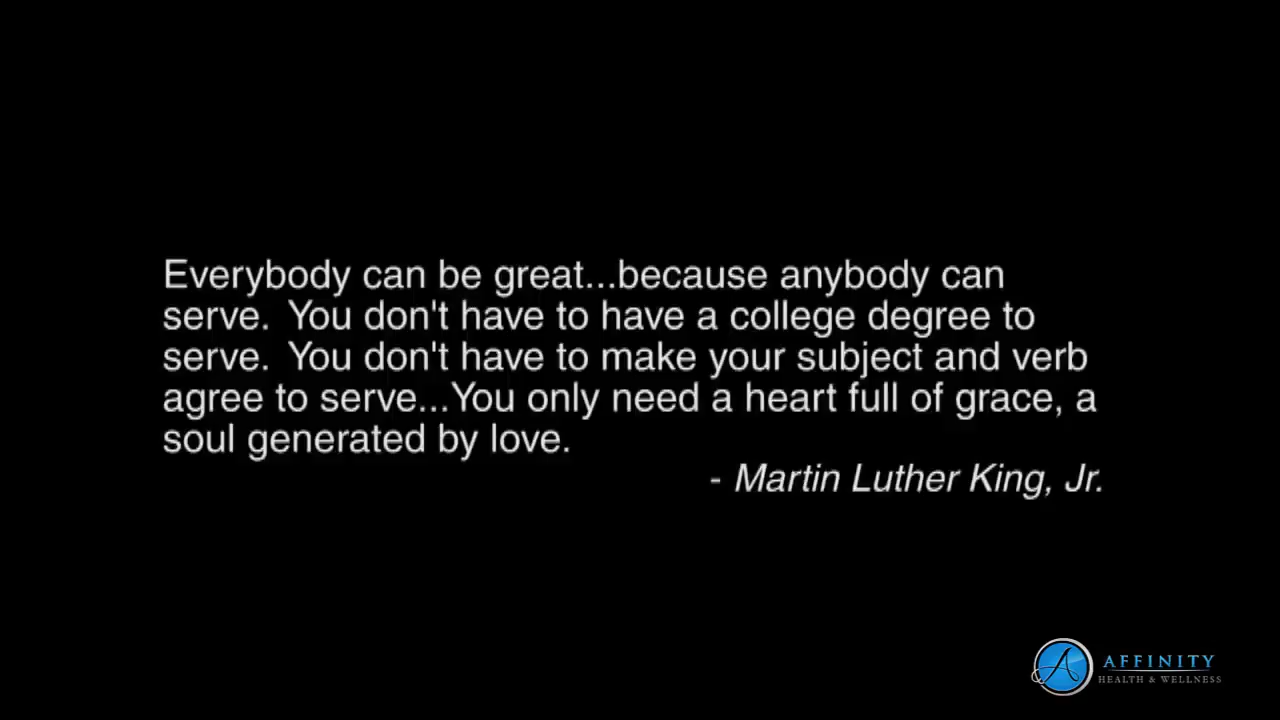 Everybody can be great...because anybody can
serve.  You don't have to have a college degree to
serve.  You don't have to make your subject and verb
agree to serve...You only need a heart full of grace, a
soul generated by love.
- Martin Luther King, Jr.
AFFINITY
HEALTH & WELLNESS